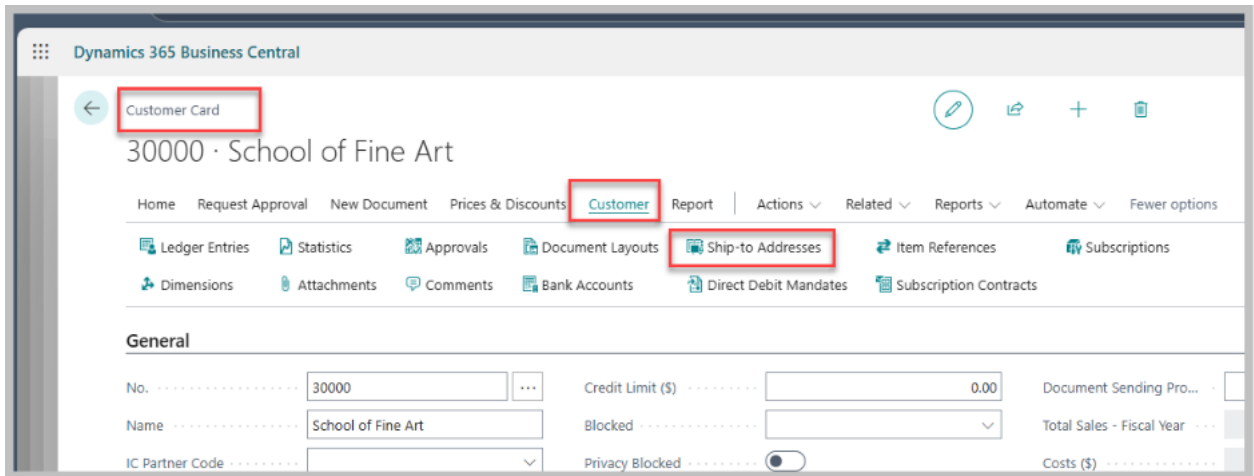 Dynamics 365 Business Central
Customer Card
30000 · School of Fine Art
Home Request Approval New Document Prices & Discounts Customer Report Actions Related Reports Automate Fewer options
Ledger Entries Statistics Approvals Document Layouts Ship-to Addresses Item References Subscriptions
Dimensions Attachments Comments Bank Accounts Direct Debit Mandates Subscription Contracts
General
No. 30000 ... Credit Limit ($) 0.00 Document Sending Pro...
Name School of Fine Art Blocked Total Sales - Fiscal Year
IC Partner Code Privacy Blocked Costs ($)